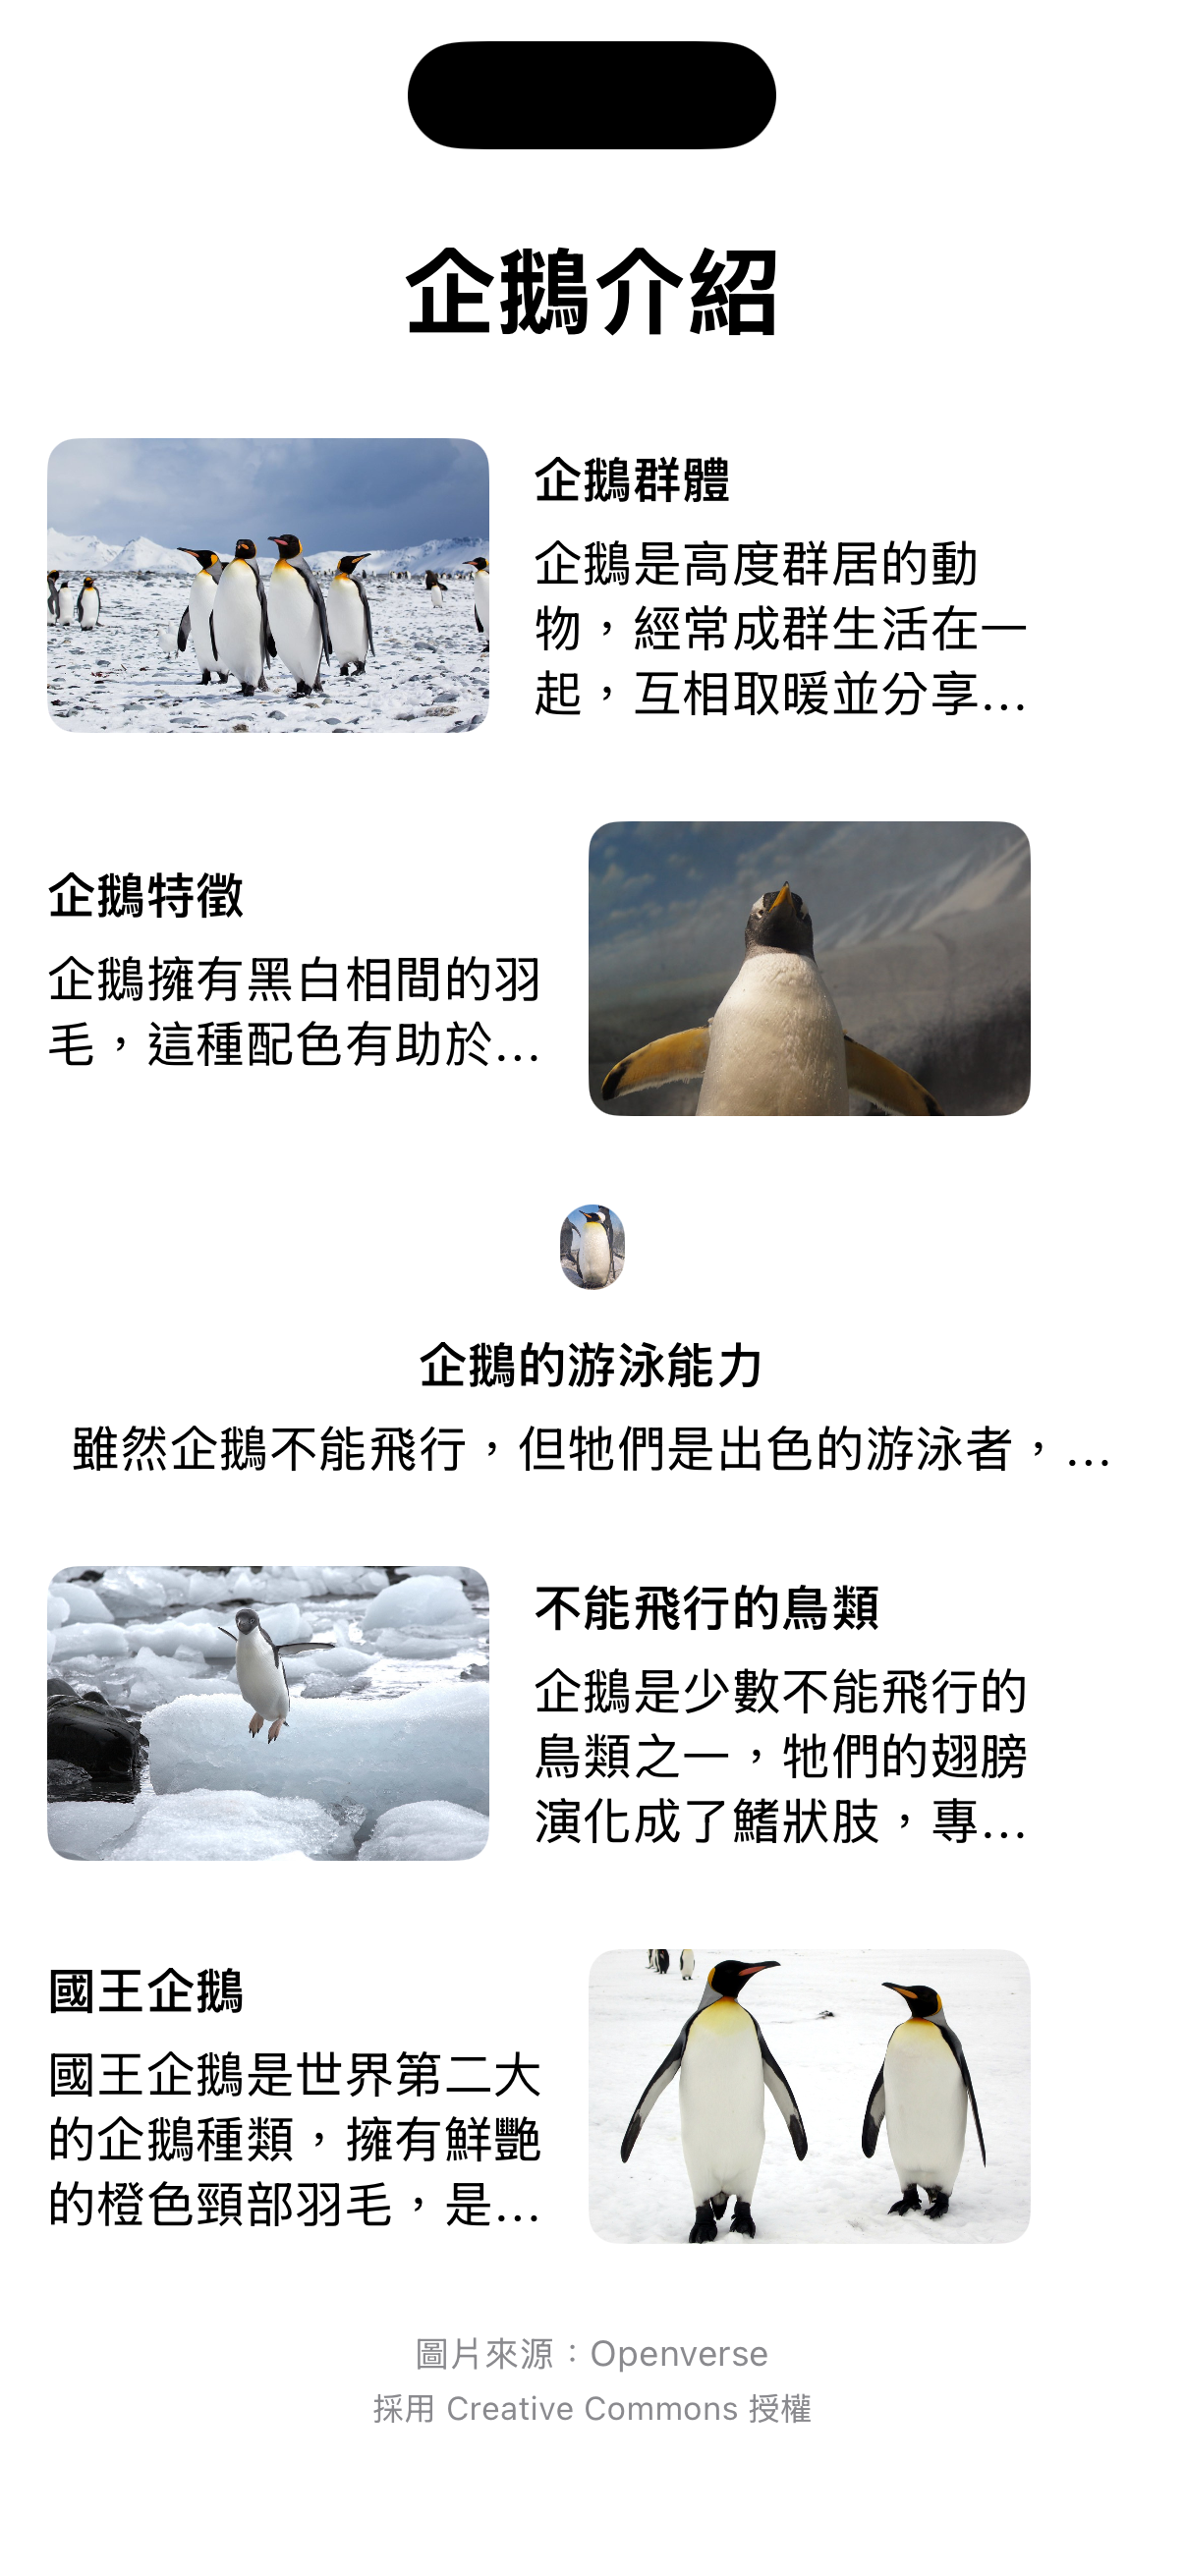 企鵝介紹
企鵝群體
企鵝是高度群居的動
物，經常成群生活在一
起，互相取暖並分享...
企鵝特徵
企鵝擁有黑白相間的羽
毛，這種配色有助於...
企鵝的游泳能力
雖然企鵝不能飛行，但牠們是出色的游泳者，...
不能飛行的鳥類
企鵝是少數不能飛行的
鳥類之一，牠們的翅膀
演化成了鰭狀肢，專...
國王企鵝
國王企鵝是世界第二大
的企鵝種類，擁有鮮艷
的橙色頸部羽毛，是...
圖片來源：Openverse
採用 Creative Commons 授權